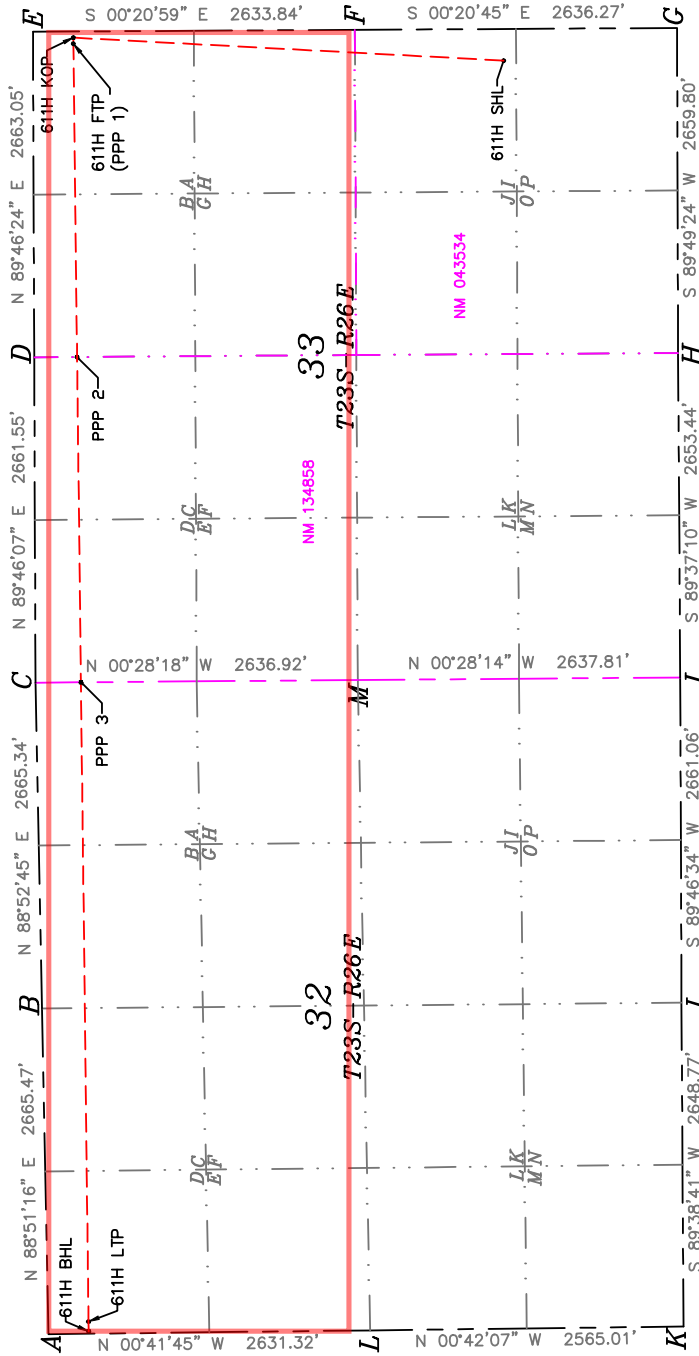 E
S 00°20'59" E 2633.84'
F
S 00°20'45" E 2636.27'
G
611H KOP
611H FTP
(PPP 1)
611H SHL
N 89°46'24" E 2663.05'
B A
G H
J I
O P
S 89°49'24" W 2659.80'
NM 043534
D
PPP 2
33
T23S-R26E
H
N 89°46'07" E 2661.55'
D C
E F
NM 134858
L K
M N
S 89°37'10" W 2653.44'
C
N 00°28'18" W 2636.92'
M
N 00°28'14" W 2637.81'
I
PPP 3
N 88°52'45" E 2665.34'
B A
G H
J I
O P
S 89°46'34" W 2661.06'
B
32
T23S-R26E
J
N 88°51'16" E 2665.47'
D C
E F
L K
M N
S 89°38'41" W 2648.77'
611H BHL
611H LTP
A
N 00°41'45" W 2631.32'
L
N 00°42'07" W 2565.01'
K